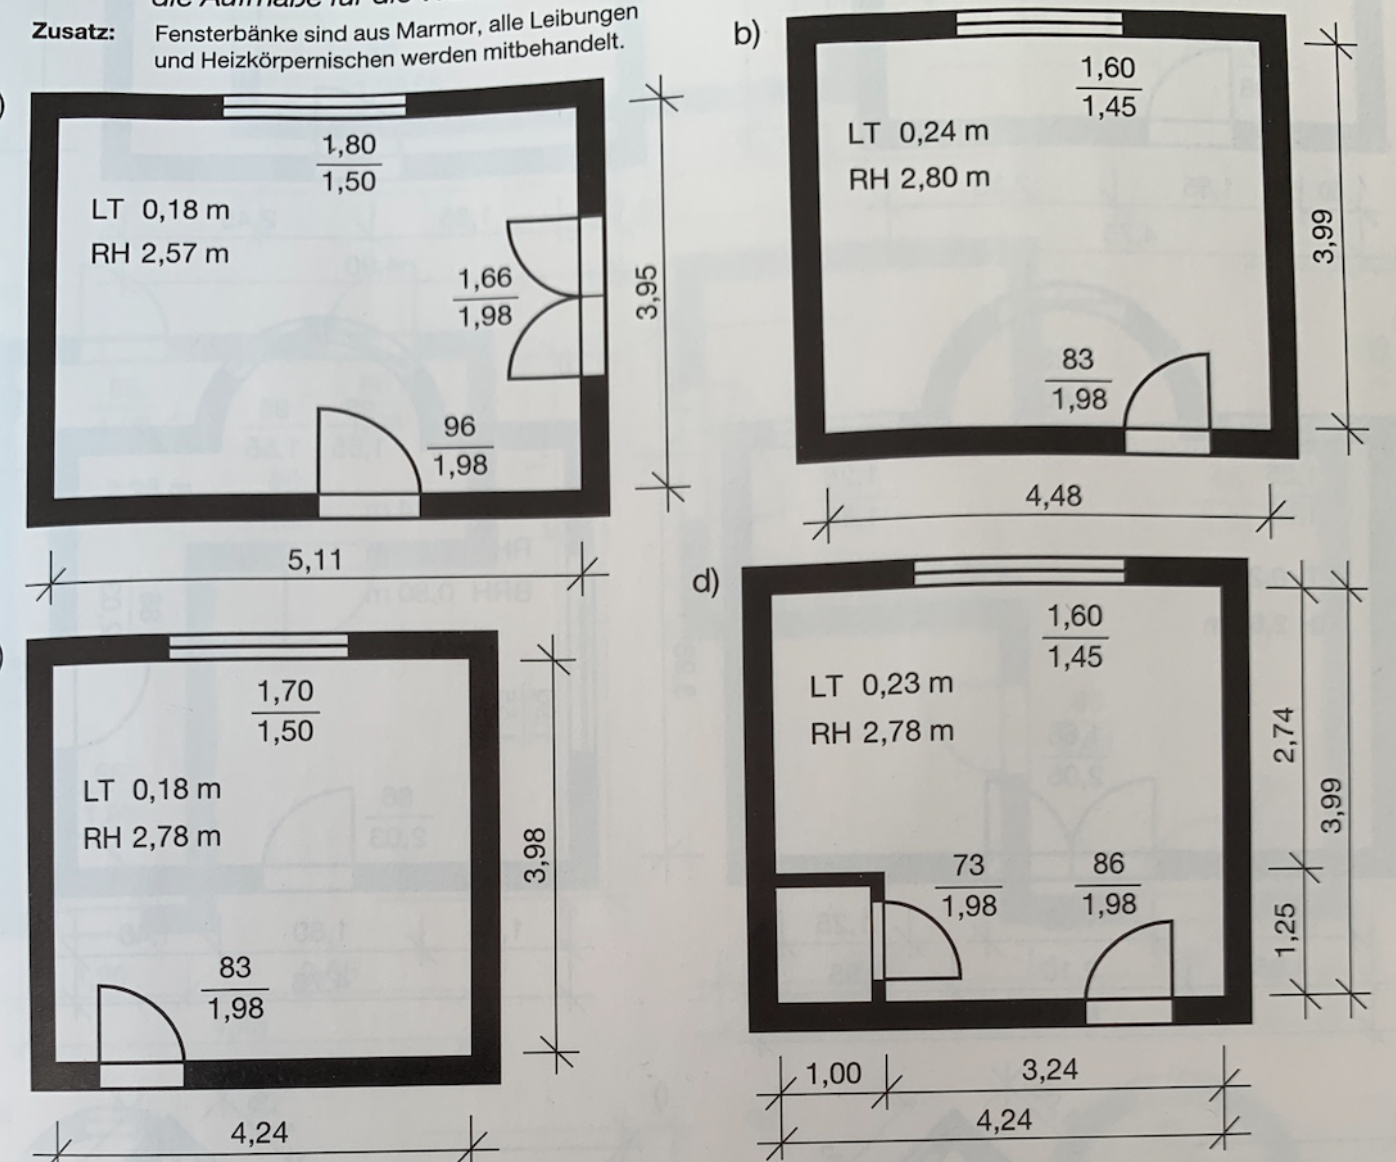 die Aufmaße für die
Zusatz: Fensterbänke sind aus Marmor, alle Leibungen
und Heizkörpernischen werden mitbehandelt.
)
1,80
1,50
LT 0,18 m
RH 2,57 m
1,66
1,98
96
1,98
3,95
5,11
b)
1,60
1,45
LT 0,24 m
RH 2,80 m
83
1,98
3,99
4,48
)
1,70
1,50
LT 0,18 m
RH 2,78 m
83
1,98
3,98
4,24
d)
1,60
1,45
LT 0,23 m
RH 2,78 m
73
1,98
86
1,98
2,74
3,99
1,25
1,00
3,24
4,24